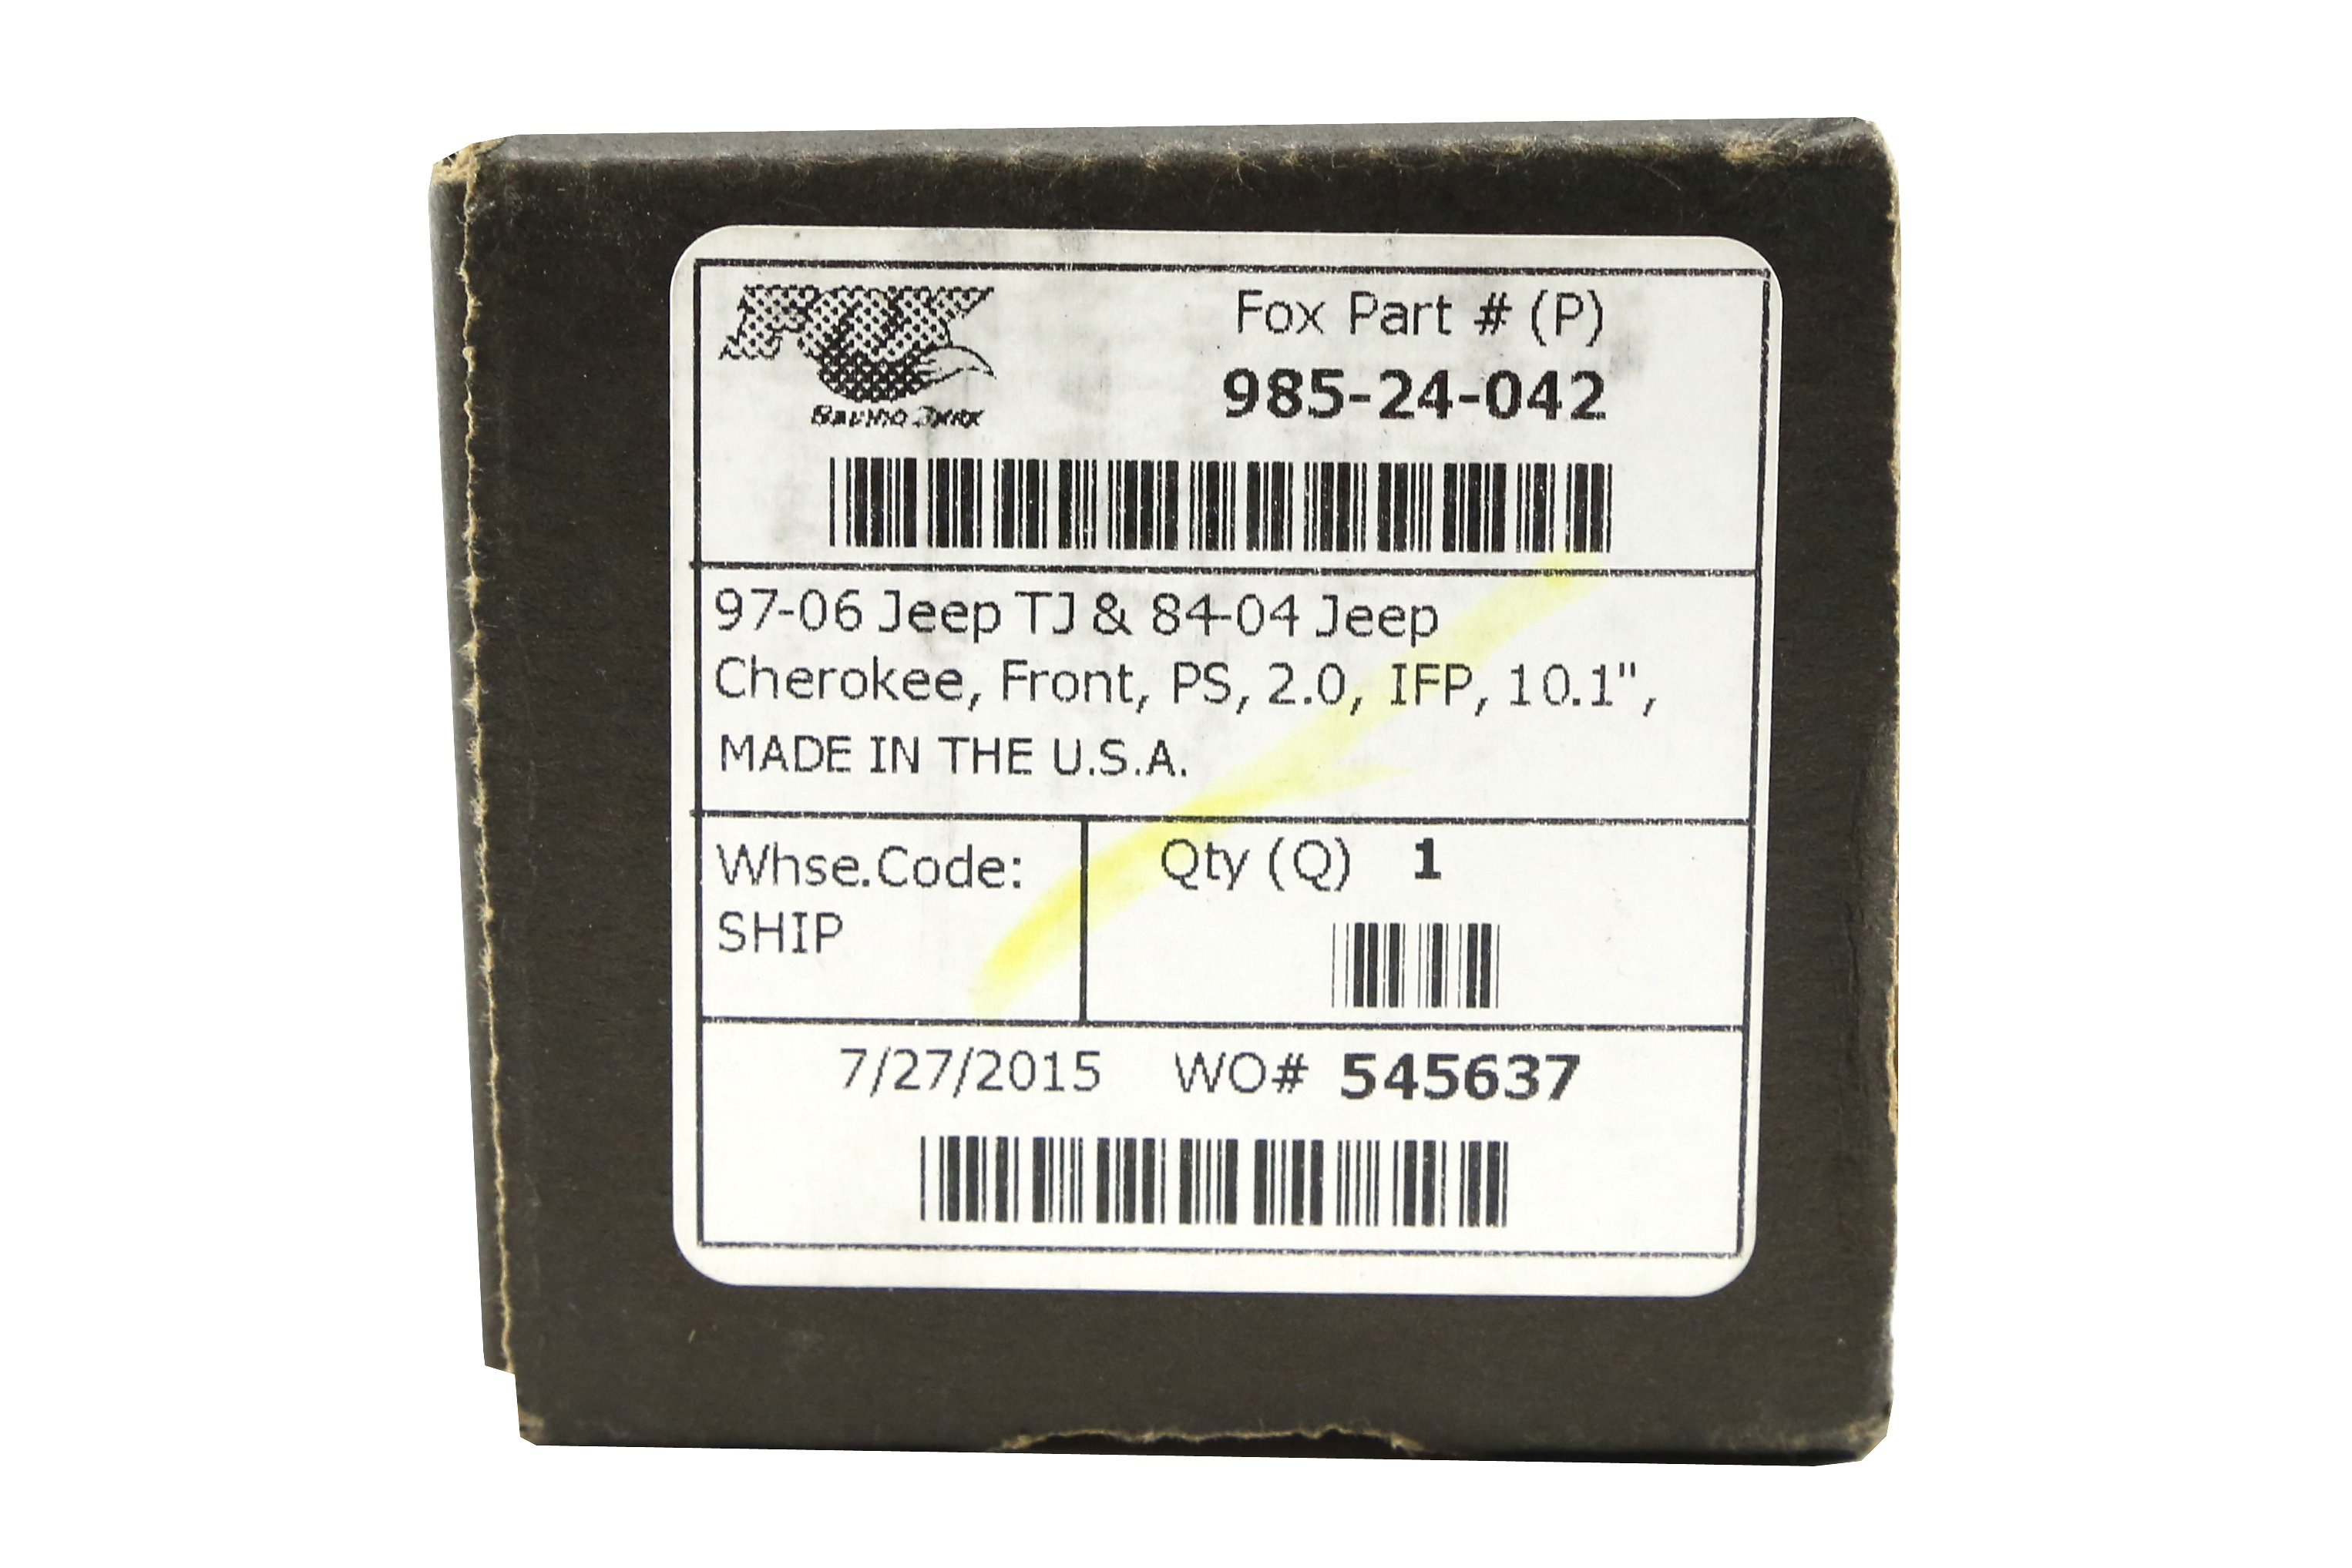 FOX
Fox Part # (P)
985-24-042
97-06 Jeep TJ & 84-04 Jeep
Cherokee, Front, PS, 2.0, IFP, 10.1",
MADE IN THE U.S.A.
Whse.Code:
SHIP
Qty (Q) 1
7/27/2015 WO# 545637